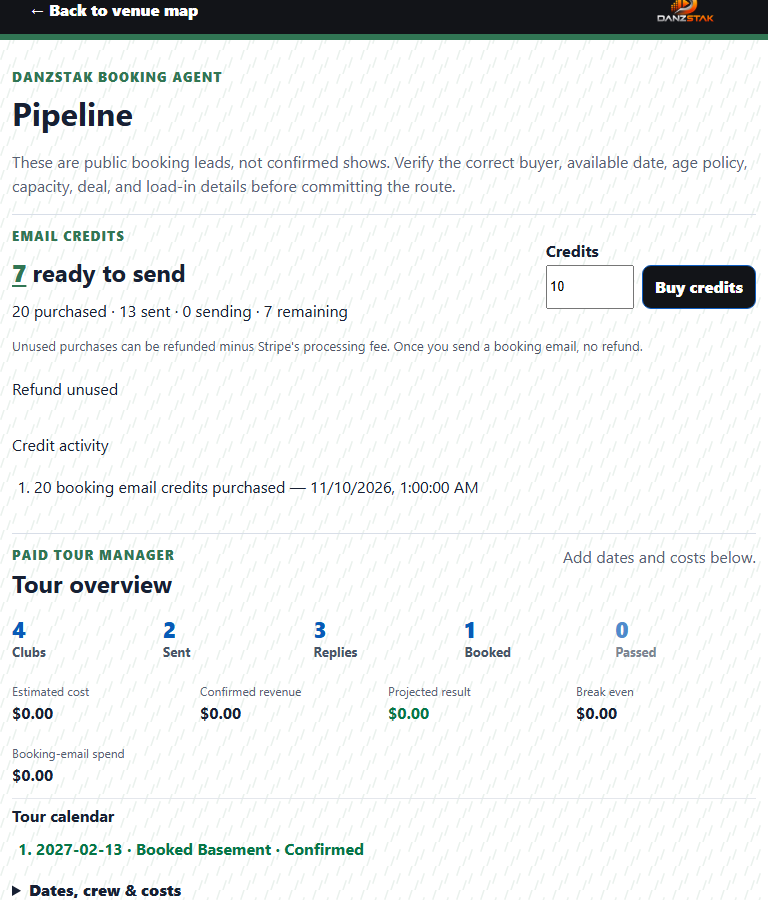 ← Back to venue map
DANZSTAK
DANZSTAK BOOKING AGENT
Pipeline
These are public booking leads, not confirmed shows. Verify the correct buyer, available date, age policy,
capacity, deal, and load-in details before committing the route.
EMAIL CREDITS
7 ready to send
20 purchased · 13 sent · 0 sending · 7 remaining
Credits
10
Buy credits
Unused purchases can be refunded minus Stripe's processing fee. Once you send a booking email, no refund.
Refund unused
Credit activity
1. 20 booking email credits purchased — 11/10/2026, 1:00:00 AM
PAID TOUR MANAGER
Add dates and costs below.
Tour overview
4 2 3 1 0
Clubs Sent Replies Booked Passed
Estimated cost Confirmed revenue Projected result Break even
$0.00 $0.00 $0.00 $0.00
Booking-email spend
$0.00
Tour calendar
1. 2027-02-13 · Booked Basement · Confirmed
▶ Dates, crew & costs